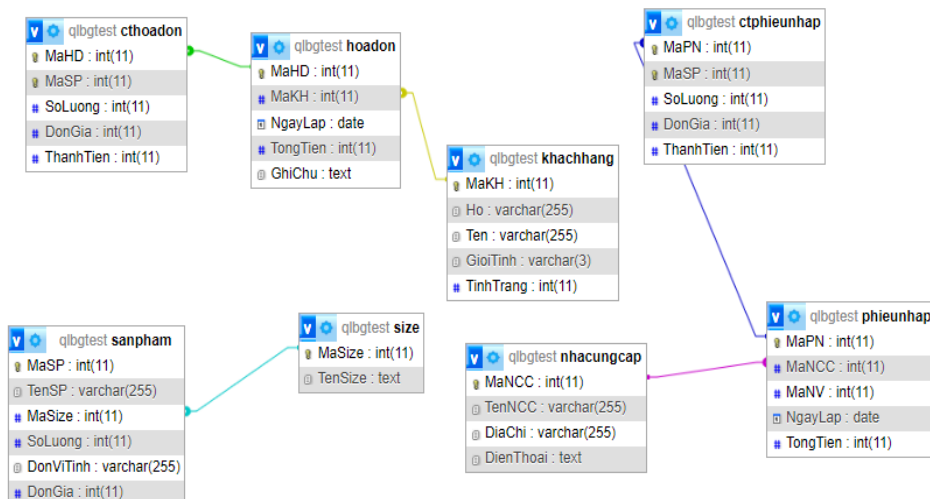 qlbgtest cthoadon
MaHD : int(11)
MaSP : int(11)
SoLuong : int(11)
DonGia : int(11)
ThanhTien : int(11)
qlbgtest hoadon
MaHD : int(11)
MaKH : int(11)
NgayLap : date
TongTien : int(11)
GhiChu : text
qlbgtest khachhang
MaKH : int(11)
Ho : varchar(255)
Ten : varchar(255)
GioiTinh : varchar(3)
TinhTrang : int(11)
qlbgtest ctphieunhap
MaPN : int(11)
MaSP : int(11)
SoLuong : int(11)
DonGia : int(11)
ThanhTien : int(11)
qlbgtest sanpham
MaSP : int(11)
TenSP : varchar(255)
MaSize : int(11)
SoLuong : int(11)
DonViTinh : varchar(255)
DonGia : int(11)
qlbgtest size
MaSize : int(11)
TenSize : text
qlbgtest nhacungcap
MaNCC : int(11)
TenNCC : varchar(255)
DiaChi : varchar(255)
DienThoai : text
qlbgtest phieunhap
MaPN : int(11)
MaNCC : int(11)
MaNV : int(11)
NgayLap : date
TongTien : int(11)